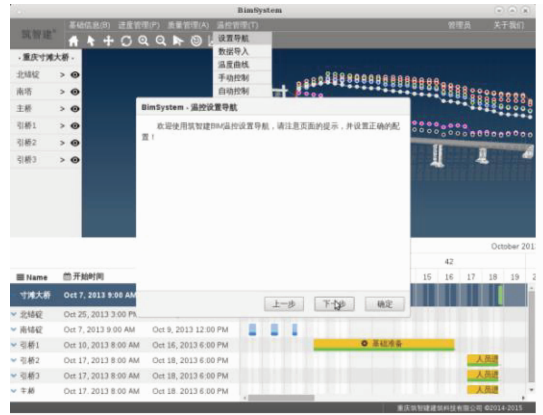 BimSystem
筑智建
基础信息(B) 进度管理(P) 质量管理(A) 温控管理(T)
管理员 关于我们
设置导航
数据导入
温度曲线
手动控制
自动控制
- 重庆寸滩大桥 -
北锚碇 >
南塔 >
主桥 >
引桥1 >
引桥2 >
引桥3 >
BimSystem - 温控设置导航
欢迎使用筑智建BIM温控设置导航，请注意页面的提示，并设置正确的配
置！
上一步 下一步 确定
October 201
42
Name 开始时间
15 16 17 18 19 2
寸滩大桥 Oct 7, 2013 9:00 AM
北锚碇 Oct 25, 2013 3:00 PM
南锚碇 Oct 7, 2013 9:00 AM Oct 9, 2013 12:00 PM
引桥1 Oct 10, 2013 8:00 AM Oct 16, 2013 6:00 PM 基础准备
引桥2 Oct 17, 2013 8:00 AM Oct 18, 2013 6:00 PM 人员进
引桥3 Oct 17, 2013 8:00 AM Oct 18, 2013 6:00 PM 人员进
主桥 Oct 17, 2013 8:00 AM Oct 18, 2013 6:00 PM 人员进
重庆筑智建建筑科技有限公司 ©2014-2015